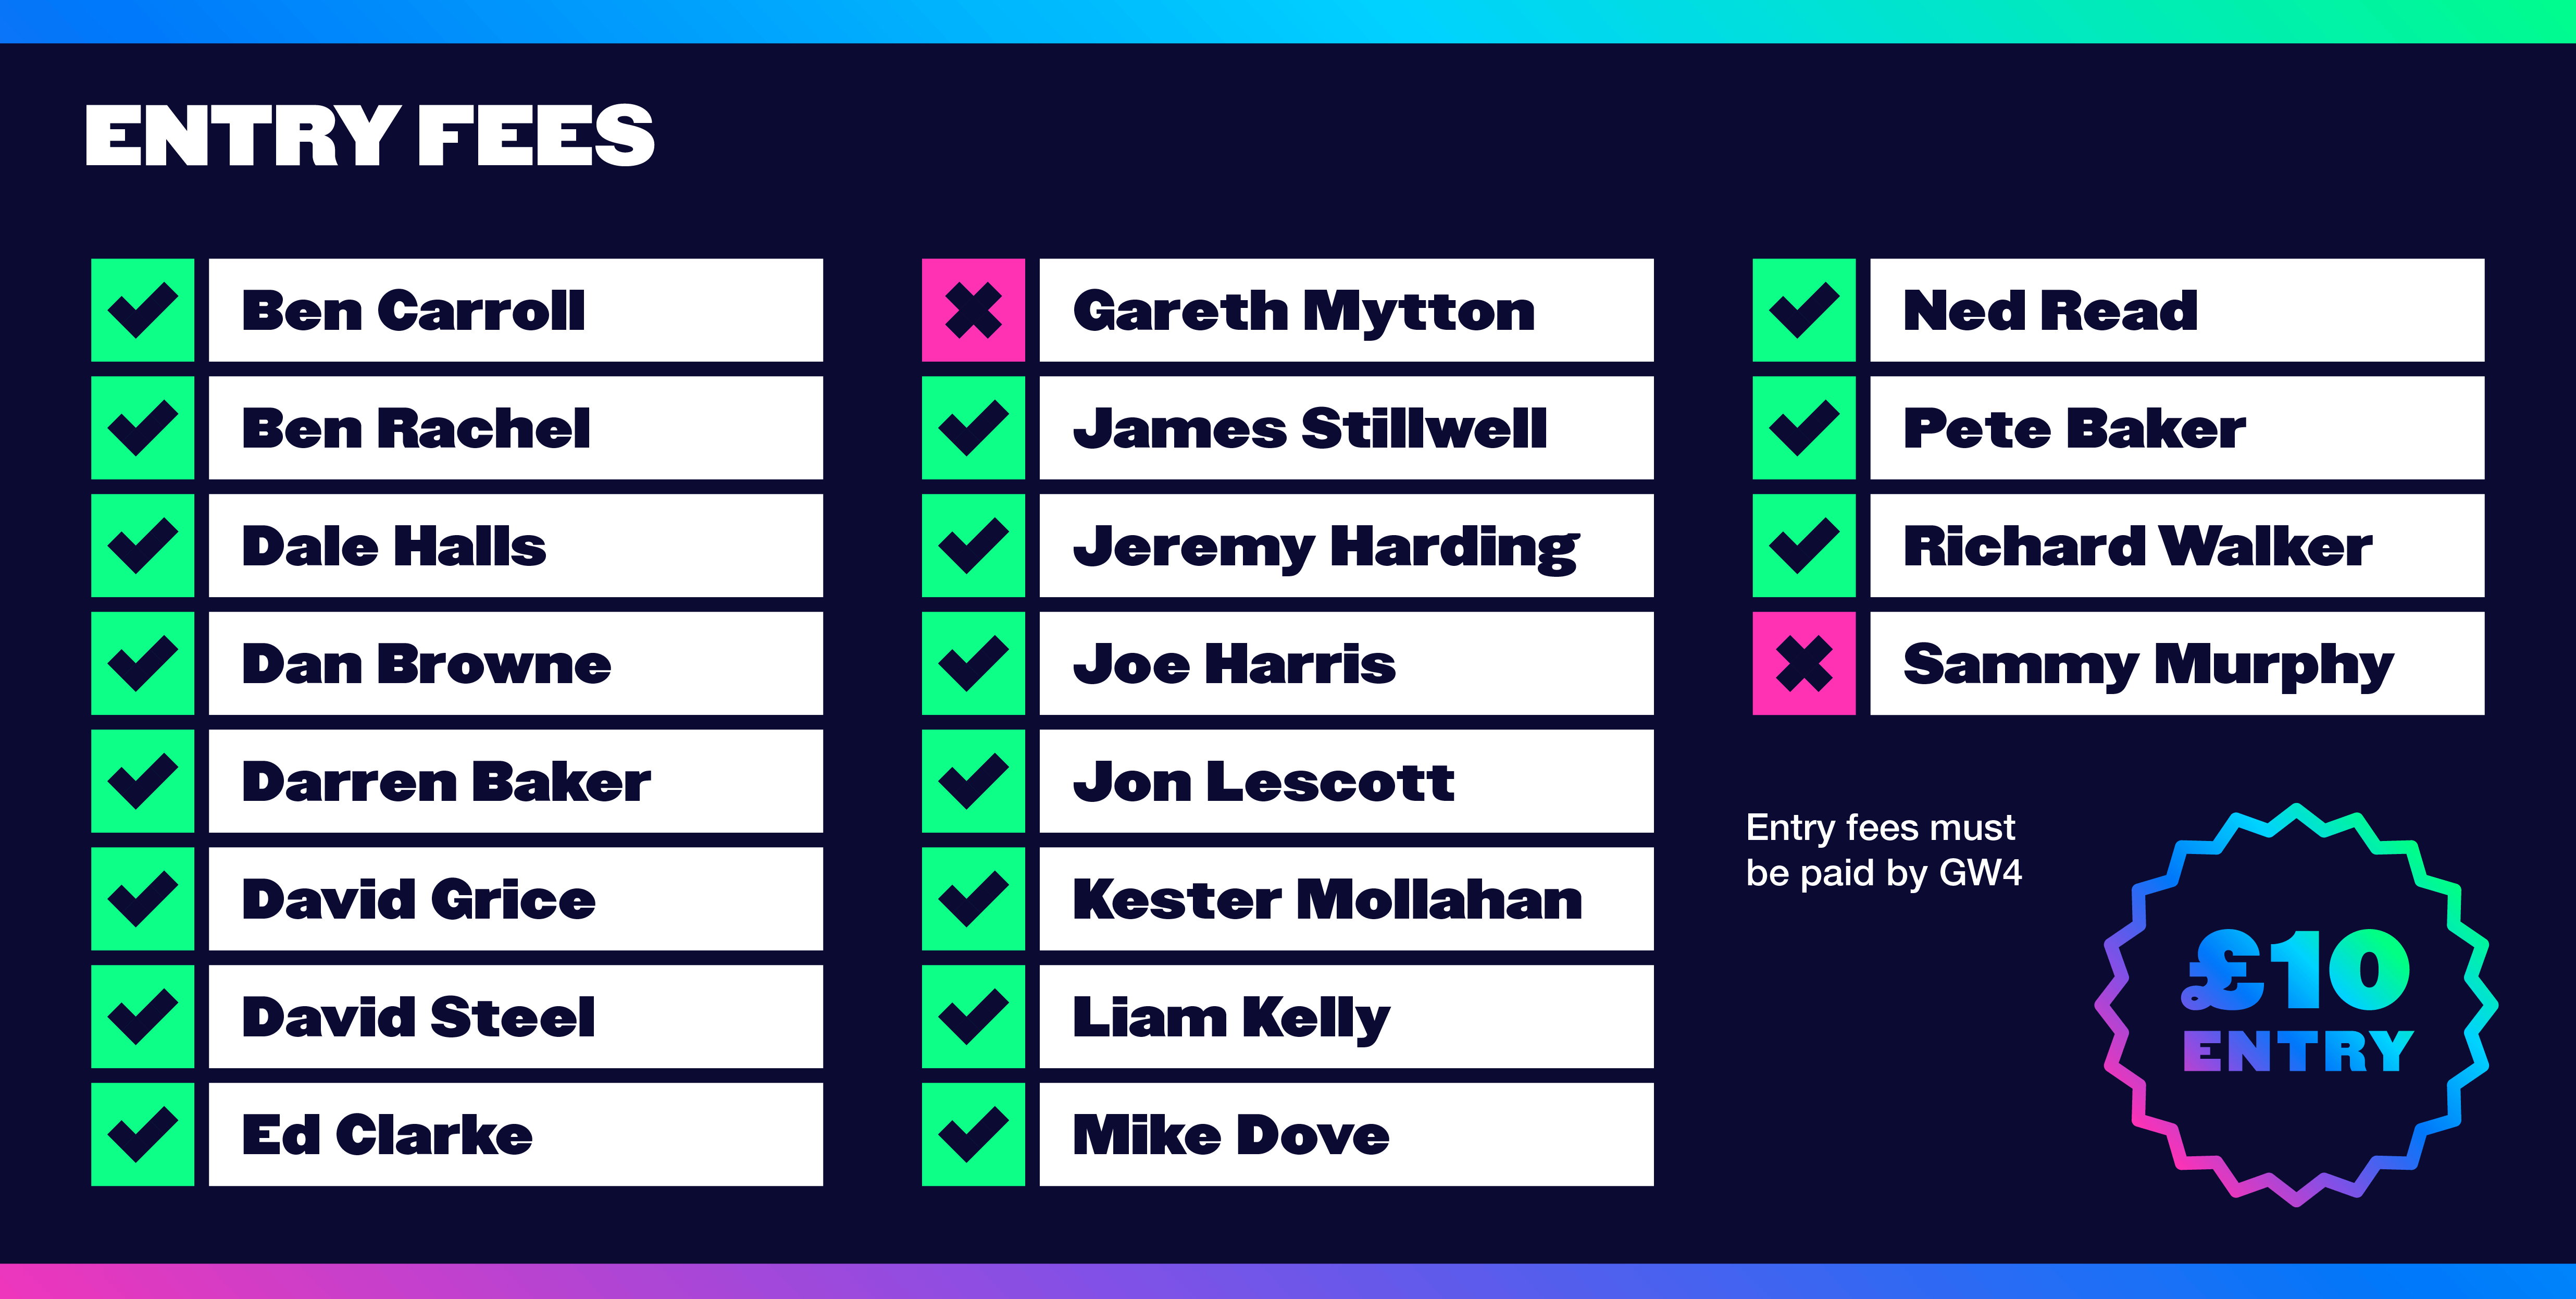 ENTRY FEES
Ben Carroll
Ben Rachel
Dale Halls
Dan Browne
Darren Baker
David Grice
David Steel
Ed Clarke
Gareth Mytton
James Stillwell
Jeremy Harding
Joe Harris
Jon Lescott
Kester Mollahan
Liam Kelly
Mike Dove
Ned Read
Pete Baker
Richard Walker
Sammy Murphy
Entry fees must
be paid by GW4
£10
ENTRY